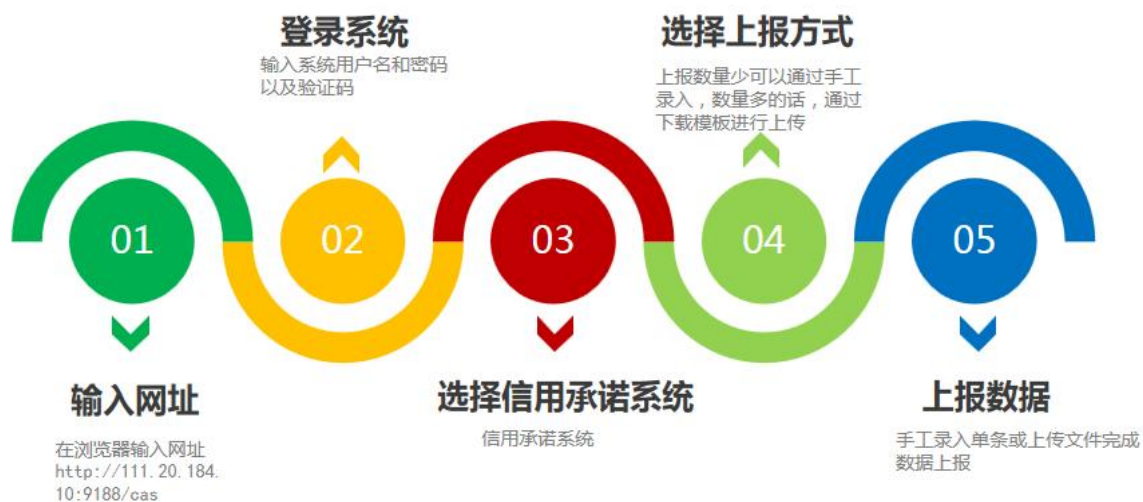 登录系统
输入系统用户名和密码
以及验证码
选择上报方式
上报数量少可以通过手工
录入，数量多的话，通过
下载模板进行上传
01
02
03
04
05
输入网址
在浏览器输入网址
http://111.20.184.
10:9188/cas
选择信用承诺系统
信用承诺系统
上报数据
手工录入单条或上传文件完成
数据上报